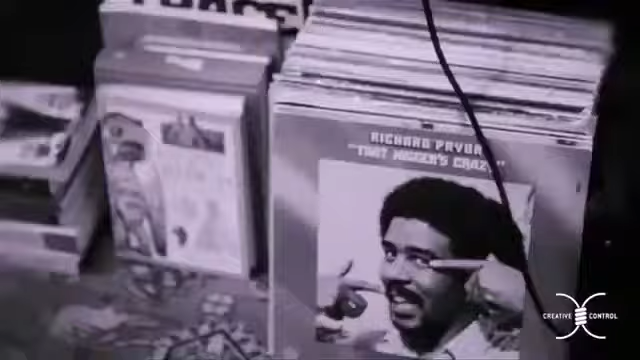 RICHARD PRYOR
"THAT NIGGER'S CRAZY"
CREATIVE CONTROL